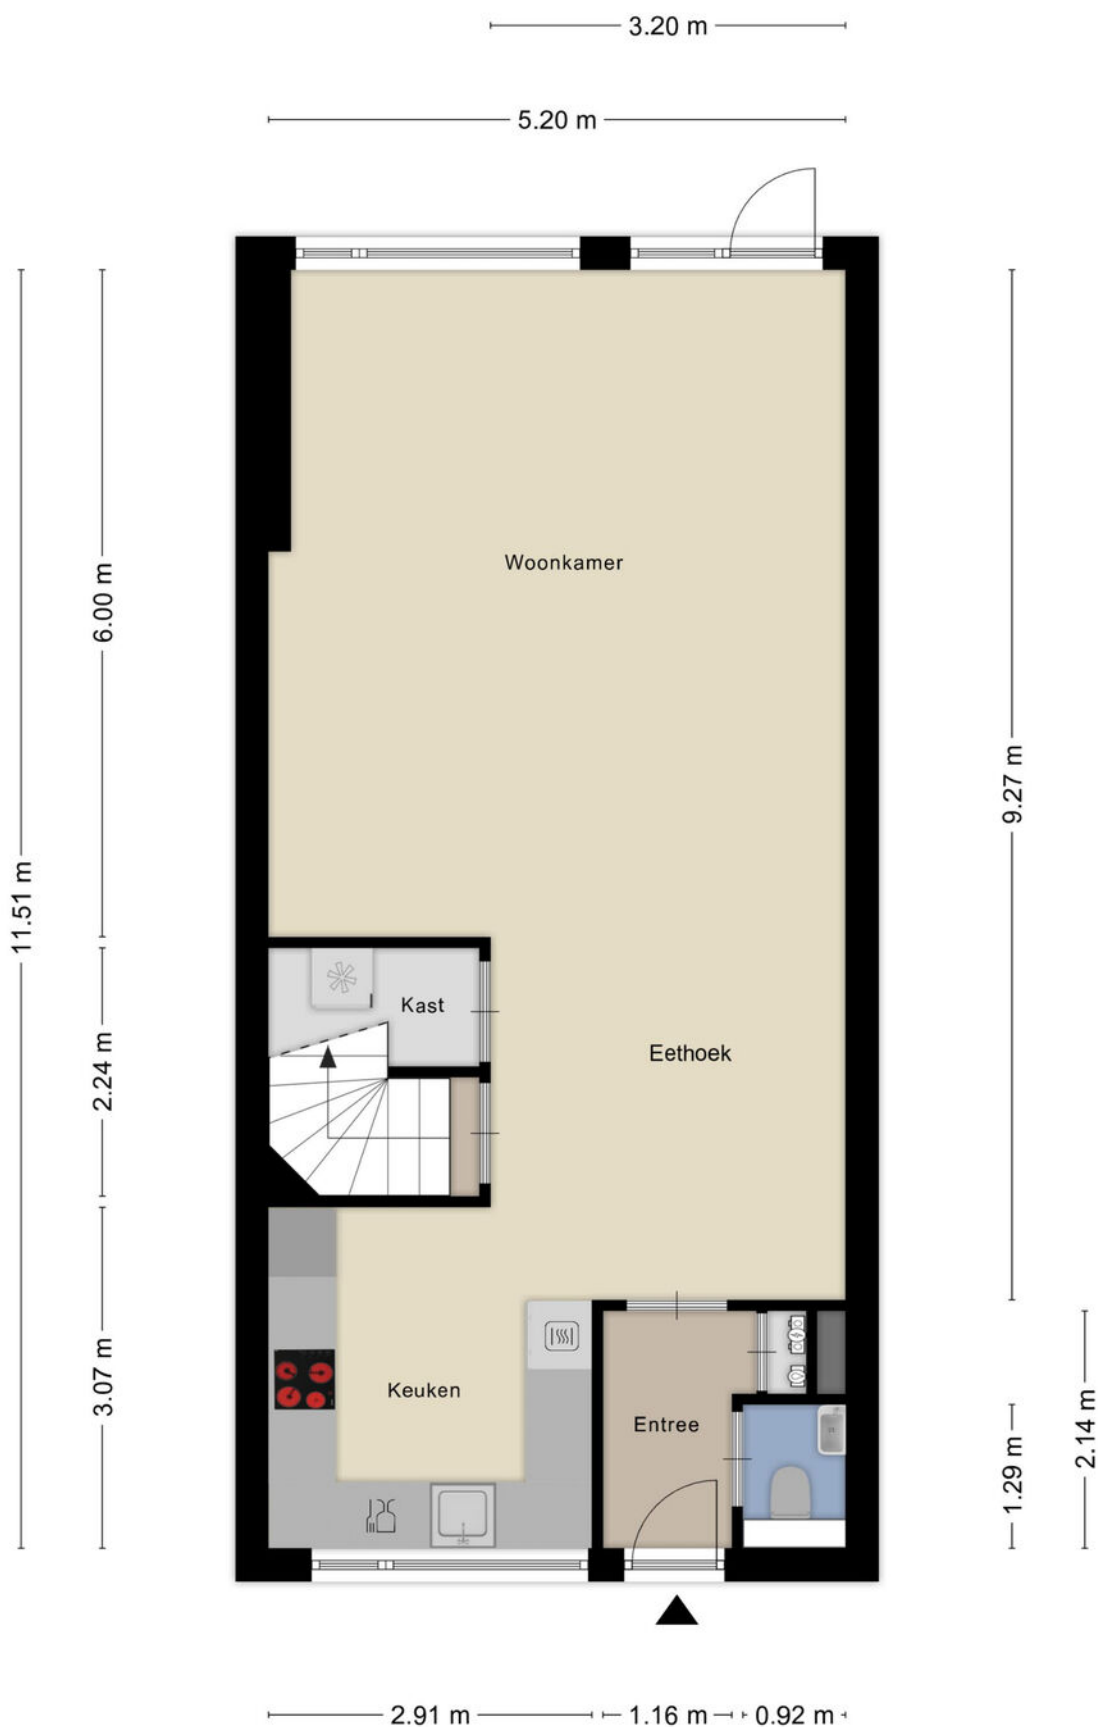 3.20 m
5.20 m
Woonkamer
6.00 m
9.27 m
11.51 m
Kast
Eethoek
2.24 m
Keuken
3.07 m
Entree
1.29 m
2.14 m
2.91 m
1.16 m
0.92 m